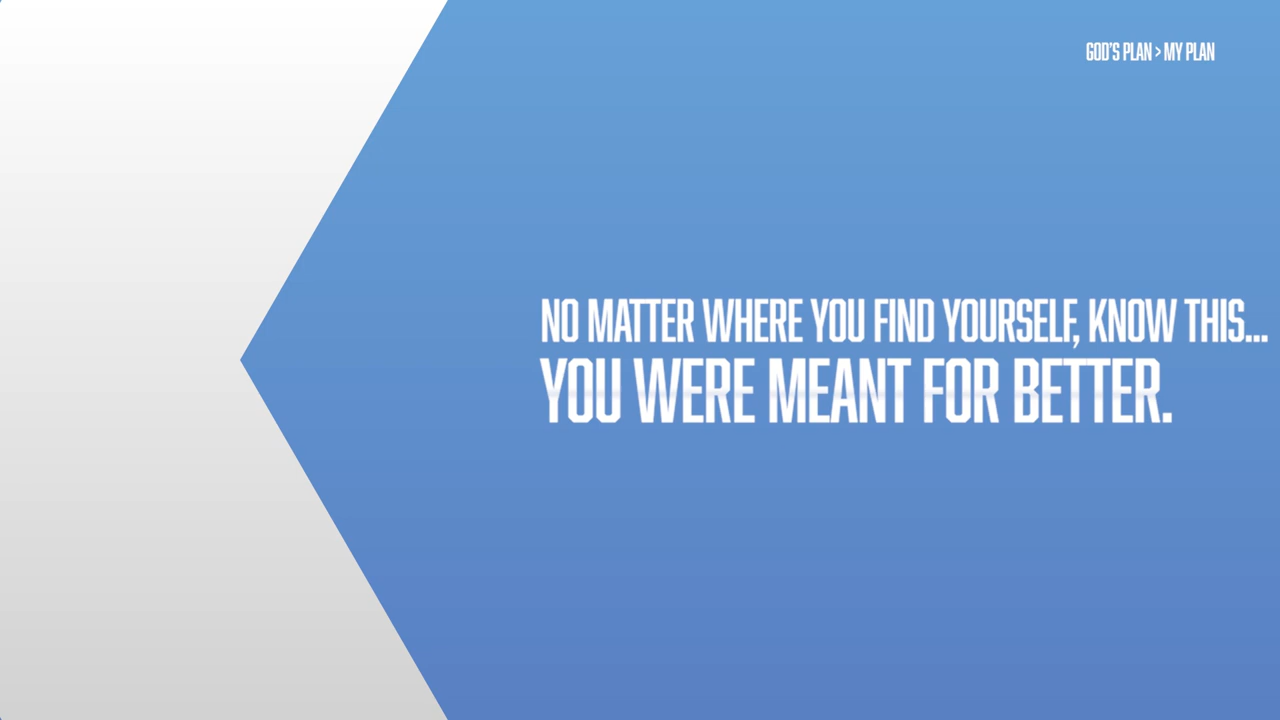 GOD'S PLAN > MY PLAN
NO MATTER WHERE YOU FIND YOURSELF, KNOW THIS...
YOU WERE MEANT FOR BETTER.